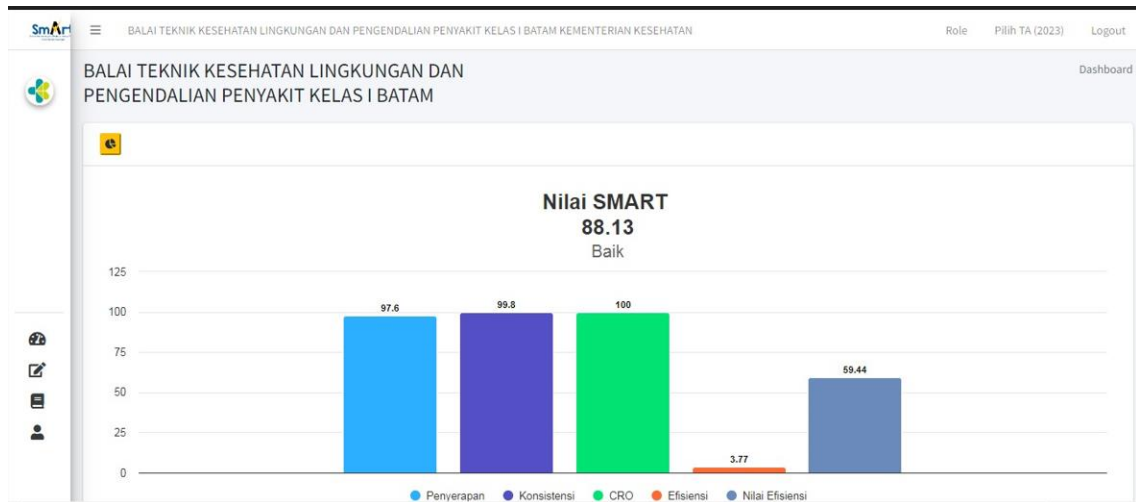 SmArt
BALAI TEKNIK KESEHATAN LINGKUNGAN DAN PENGENDALIAN PENYAKIT KELAS I BATAM KEMENTERIAN KESEHATAN
Role
Pilih TA (2023)
Logout
BALAI TEKNIK KESEHATAN LINGKUNGAN DAN
PENGENDALIAN PENYAKIT KELAS I BATAM
Dashboard
Nilai SMART
88.13
Baik
125
100
75
50
25
0
97.6
99.8
100
3.77
59.44
Penyerapan
Konsistensi
CRO
Efisiensi
Nilai Efisiensi